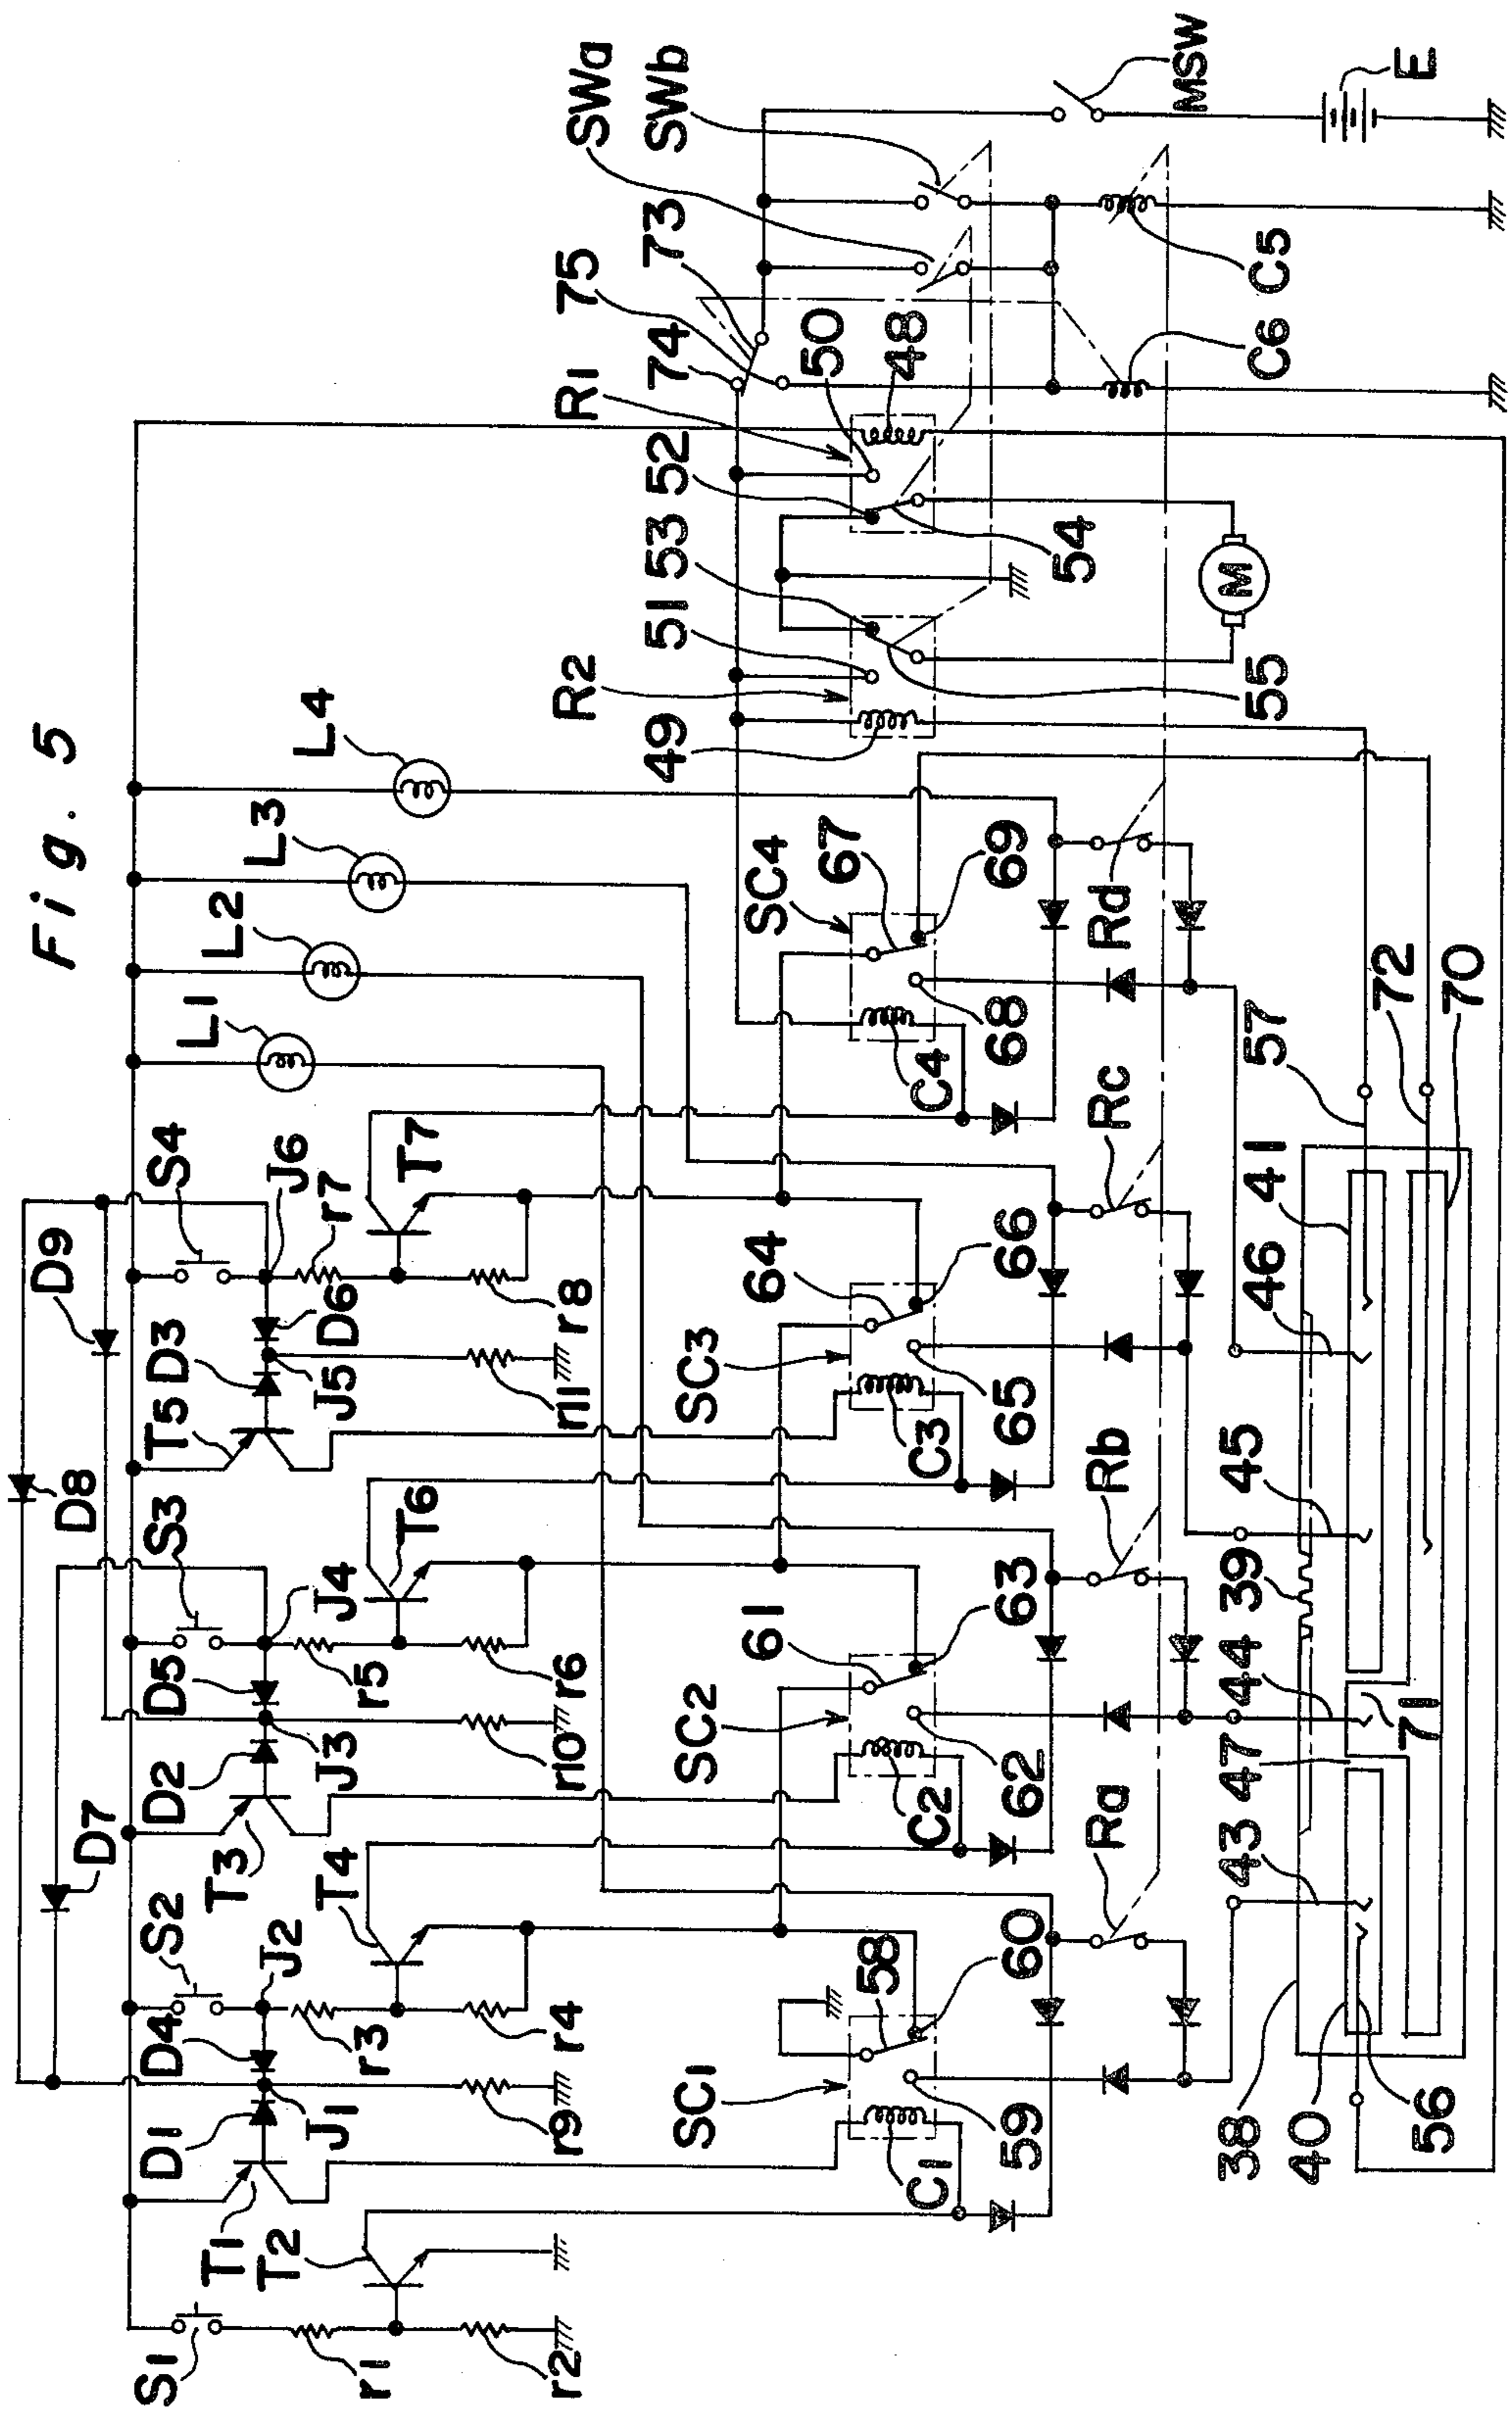 Fig. 5
L4
L3
L2
L1
D9
S4
J6
r7
T7
D8
T5
D3
D6
J5
r8
r11
S3
J4
T6
D5
r5
D7
D2
J3
r6
r10
T3
S2
J2
T4
D4
r3
D1
J1
r4
r9
T1
T2
S1
r1
r2
SWa
SWb
MSW
E
73
75
74
R1
50
48
C5
C6
52
53
51
54
M
R2
49
55
SC4
67
69
68
C4
Rd
SC3
64
66
65
C3
Rc
SC2
61
63
62
C2
Rb
SC1
58
60
59
C1
Ra
57
72
70
41
46
45
39
44
71
47
43
38
40
56